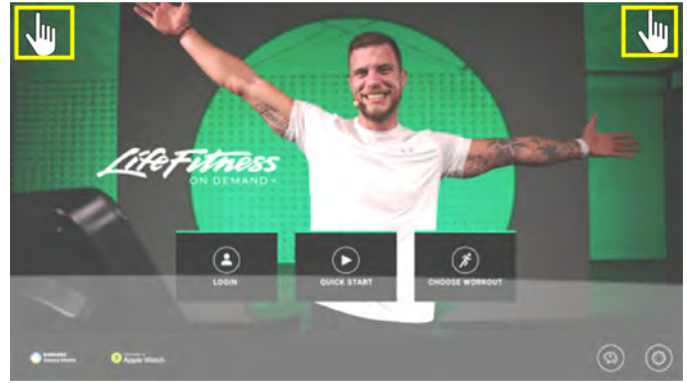 LifeFitness
ON DEMAND+
LOGIN
QUICK START
CHOOSE WORKOUT
Apple Watch